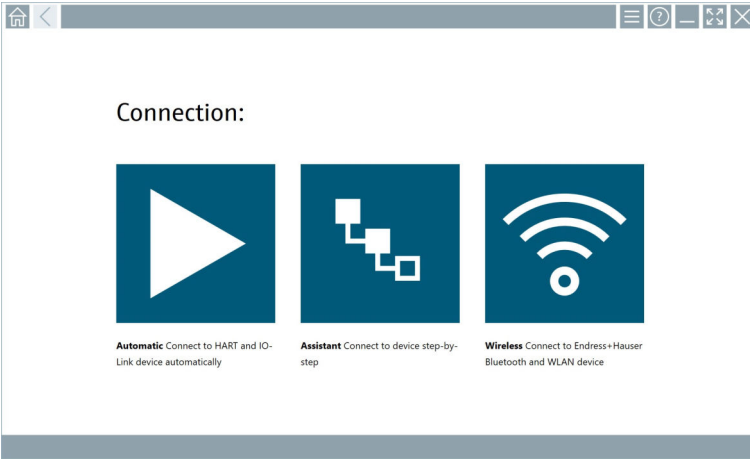 Connection:
Automatic Connect to HART and IO-
Link device automatically
Assistant Connect to device step-by-
step
Wireless Connect to Endress+Hauser
Bluetooth and WLAN device